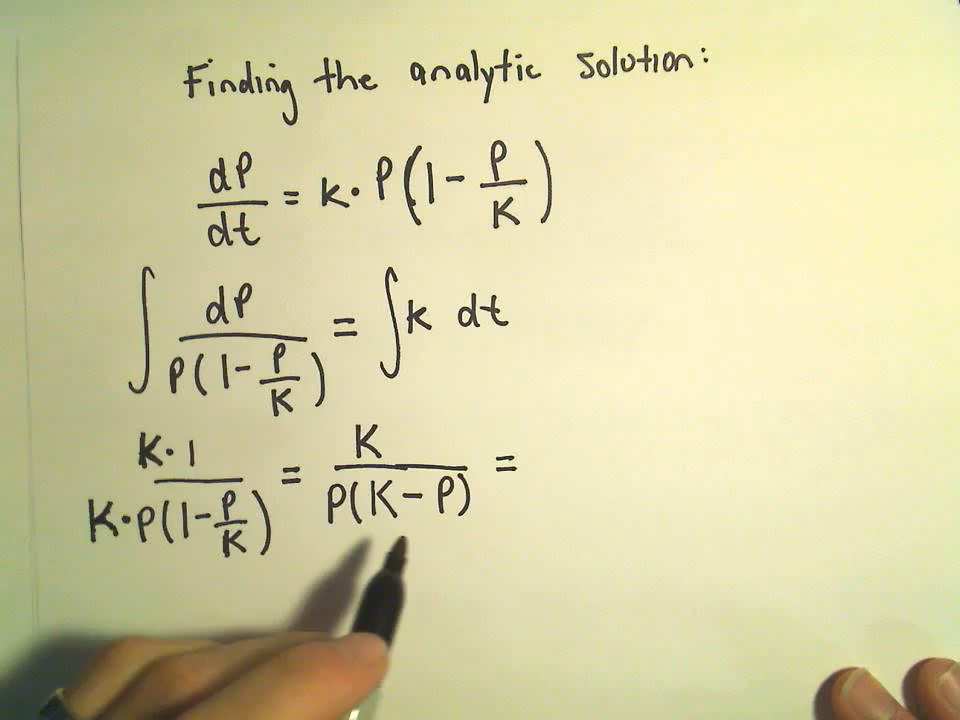 Finding the analytic solution:
dP/dt = k · P(1 - P/K)
∫ dP/P(1 - P/K) = ∫ k dt
K · 1/K · P(1 - P/K) = K/P(K - P) =